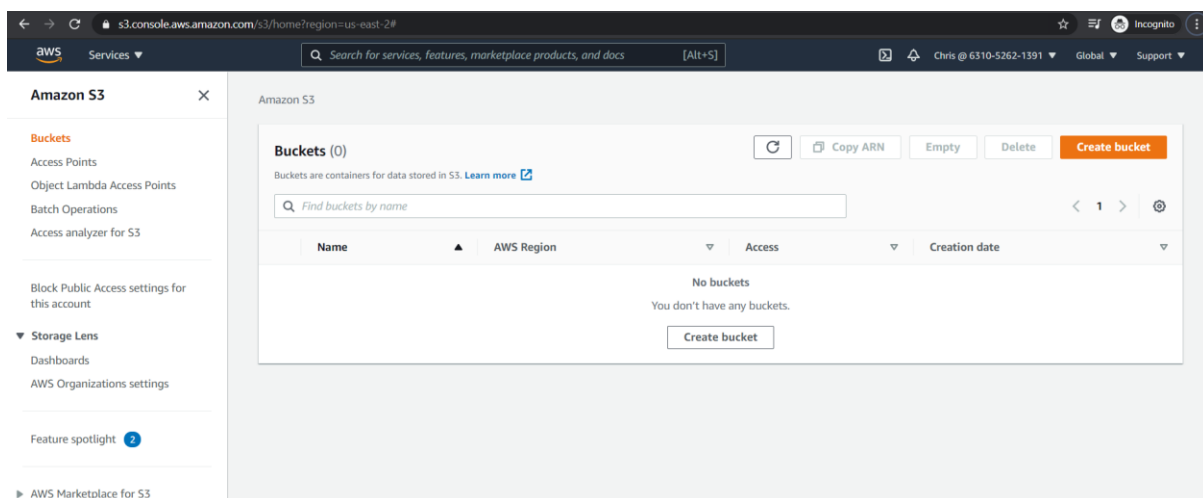 s3.console.aws.amazon.com/s3/home?region=us-east-2#
Incognito
aws
Services ▼
Search for services, features, marketplace products, and docs
[Alt+S]
Chris @ 6310-5262-1391 ▼
Global ▼
Support ▼
Amazon S3
Buckets
Access Points
Object Lambda Access Points
Batch Operations
Access analyzer for S3
Block Public Access settings for
this account
Storage Lens
Dashboards
AWS Organizations settings
Feature spotlight 2
AWS Marketplace for S3
Amazon S3
Buckets (0)
Copy ARN
Empty
Delete
Create bucket
Buckets are containers for data stored in S3. Learn more
Find buckets by name
1
Name
AWS Region
Access
Creation date
No buckets
You don't have any buckets.
Create bucket